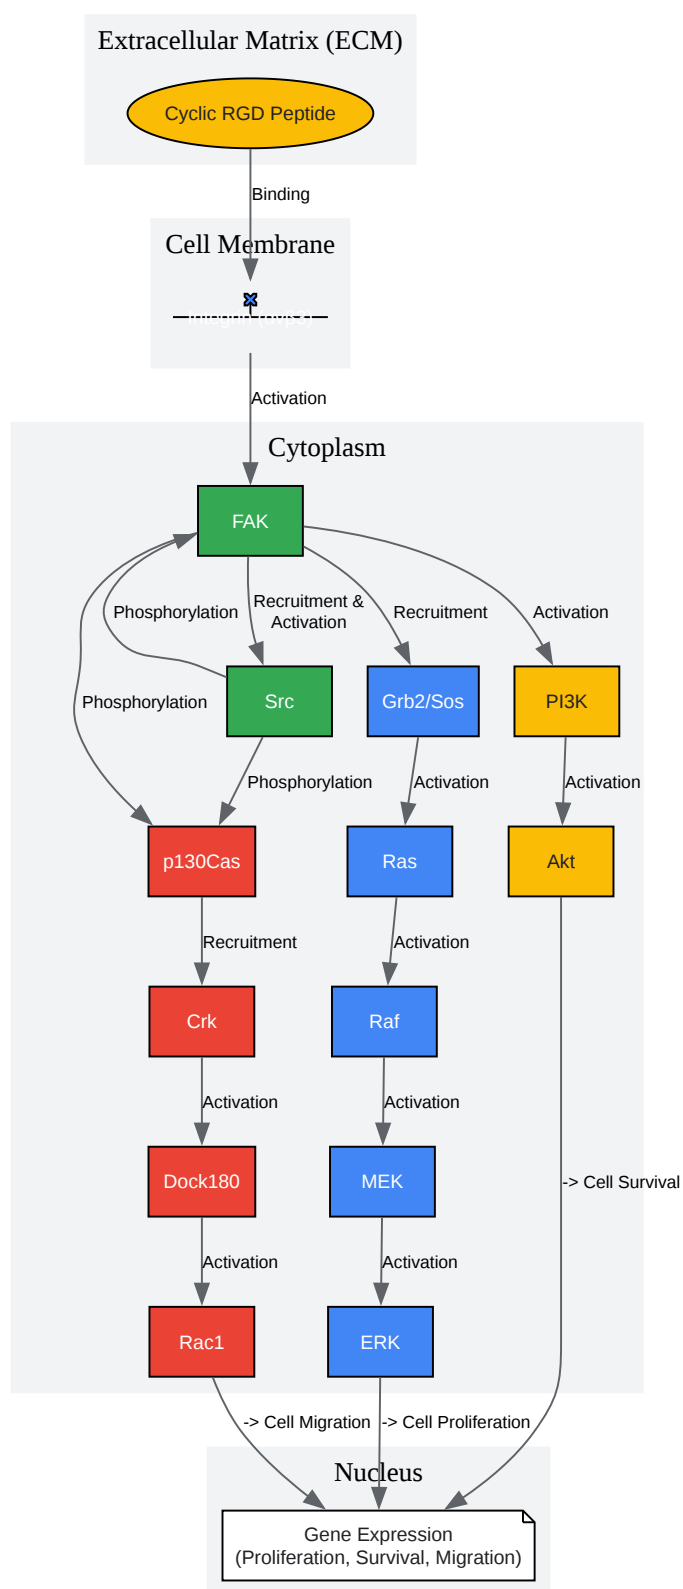 Extracellular Matrix (ECM)
Cyclic RGD Peptide
Binding
Cell Membrane
Integrin (αvβ3)
Activation
Cytoplasm
FAK
Phosphorylation
Recruitment &
Activation
Recruitment
Activation
Phosphorylation
Src
Grb2/Sos
PI3K
Phosphorylation
Activation
Activation
p130Cas
Ras
Akt
Recruitment
Activation
Crk
Raf
Activation
Activation
Dock180
MEK
-> Cell Survival
Activation
Activation
Rac1
ERK
-> Cell Migration
-> Cell Proliferation
Nucleus
Gene Expression
(Proliferation, Survival, Migration)